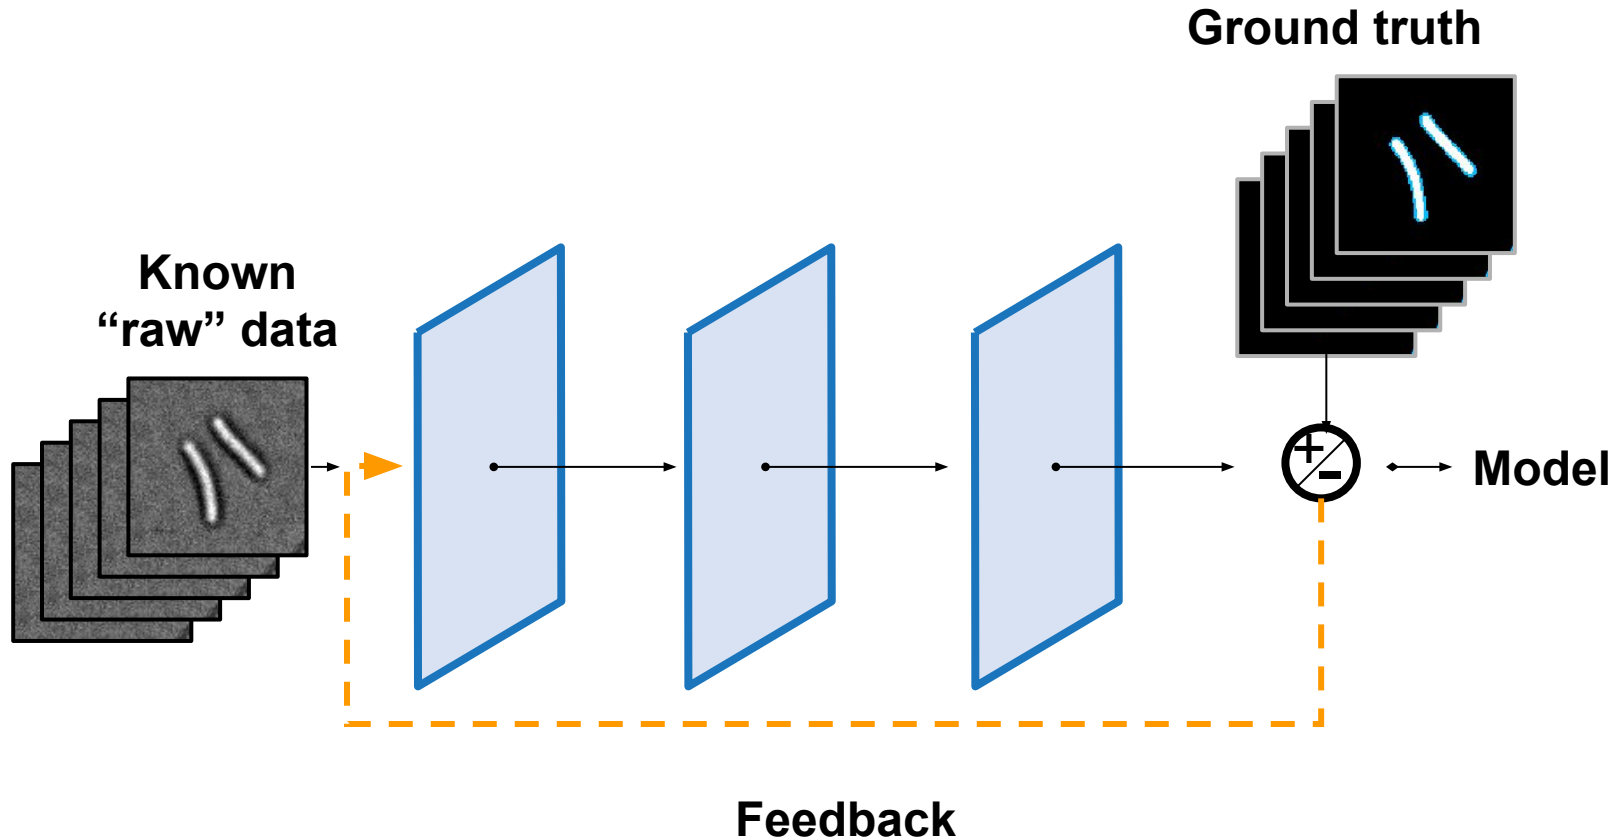 Ground truth
Known
“raw” data
+
-
Model
Feedback